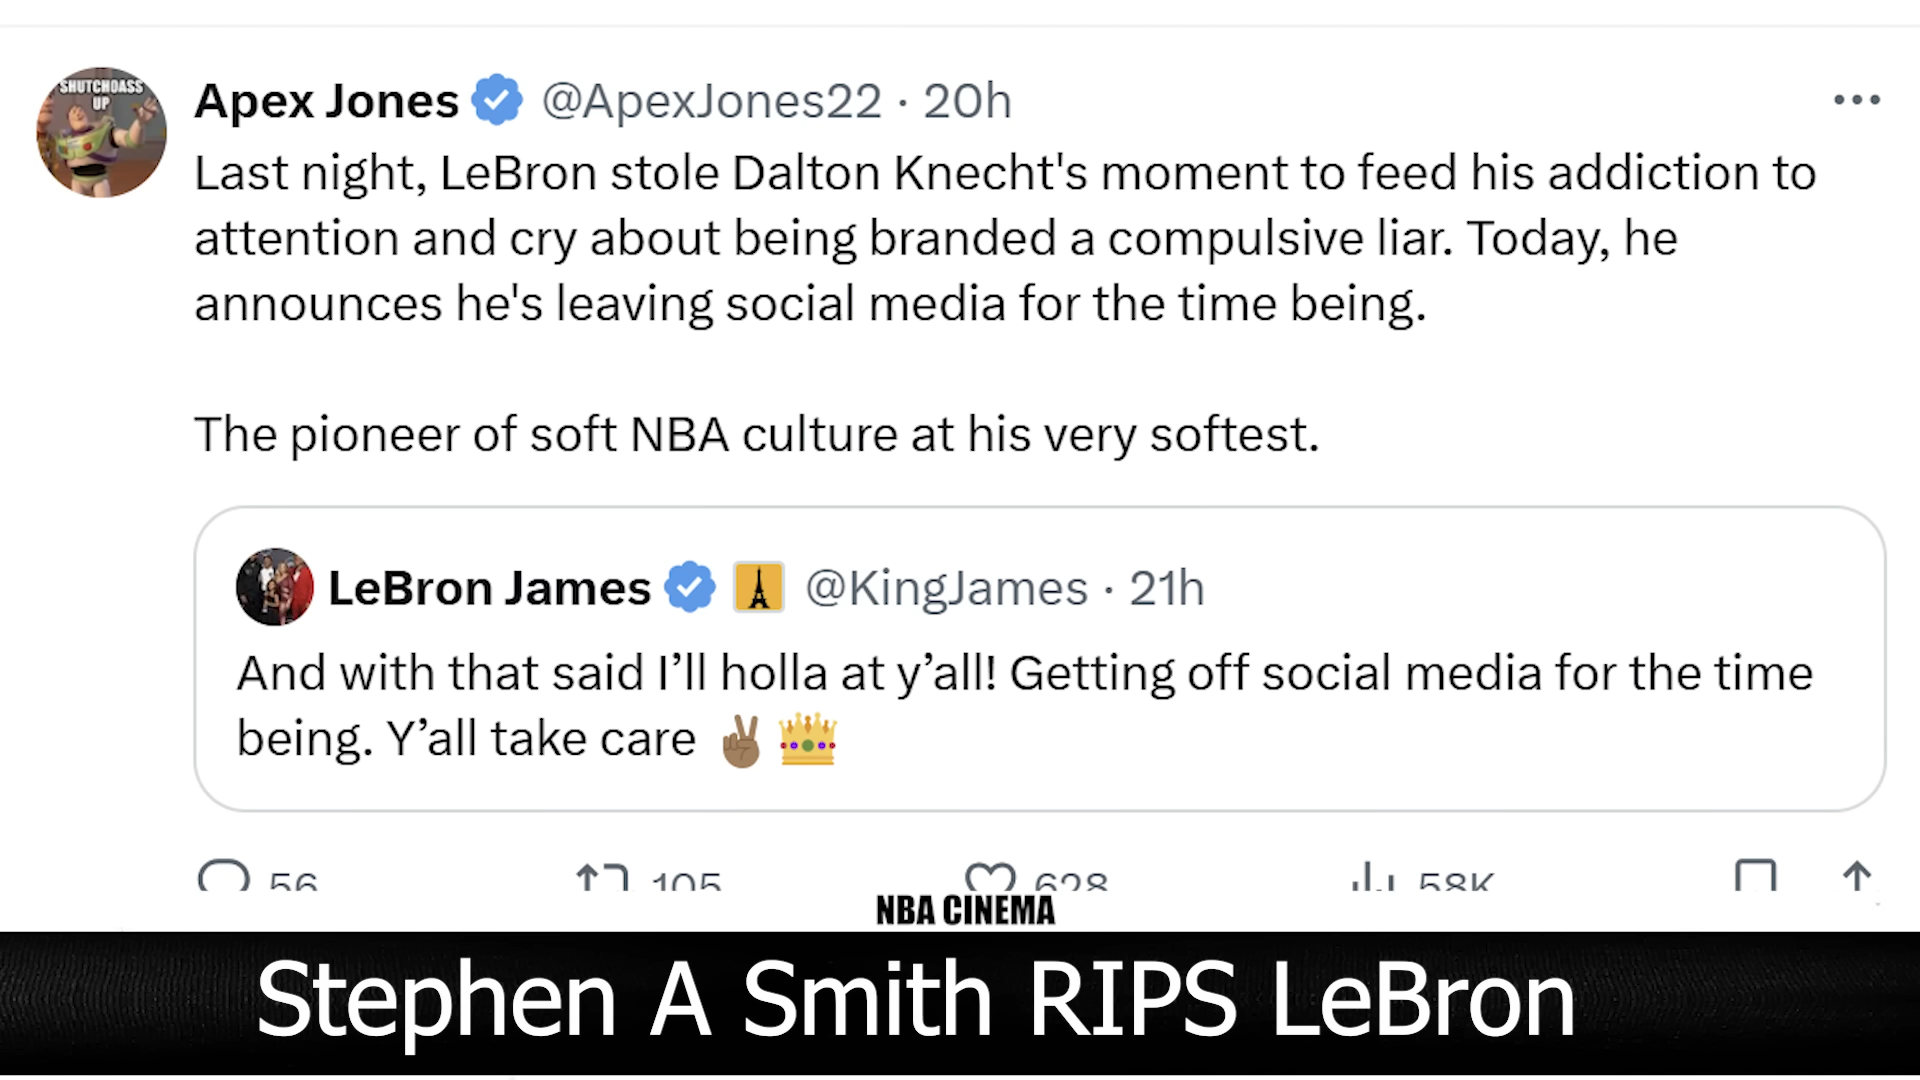 SHUTCHOASS
UP
Apex Jones @ApexJones22 · 20h
Last night, LeBron stole Dalton Knecht's moment to feed his addiction to
attention and cry about being branded a compulsive liar. Today, he
announces he's leaving social media for the time being.
The pioneer of soft NBA culture at his very softest.
LeBron James @KingJames · 21h
And with that said I’ll holla at y’all! Getting off social media for the time
being. Y’all take care ✌🏾 👑
56 105 628 58K
NBA CINEMA
Stephen A Smith RIPS LeBron